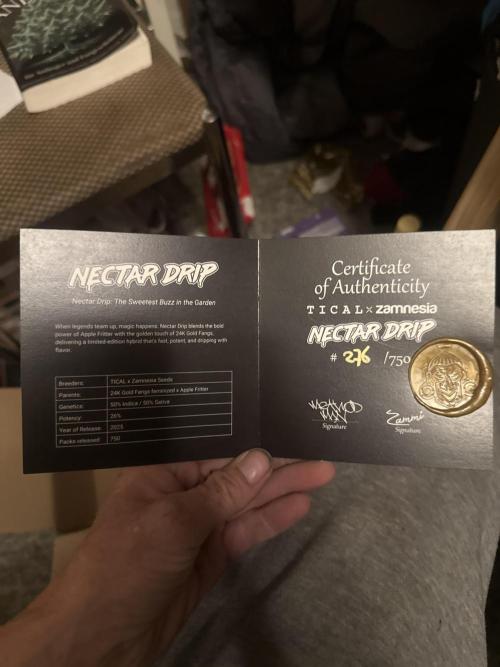 NECTAR DRIP
Nectar Drip: The Sweetest Buzz in the Garden
When legends team up, magic happens. Nectar Drip blends the bold
power of Apple Fritter with the golden touch of 24K Gold Fangs,
delivering a limited-edition hybrid that's fast, potent, and dripping with
flavor.
Breeders: TICAL x Zamnesia Seeds
Parents: 24K Gold Fangs feminized x Apple Fritter
Genetics: 50% Indica / 50% Sativa
Potency: 26%
Year of Release: 2025
Packs released: 750
Certificate
of Authenticity
TICAL x zamnesia
NECTAR DRIP
# 276 /750
METHOD MAN
Signature
Zammi
Signature